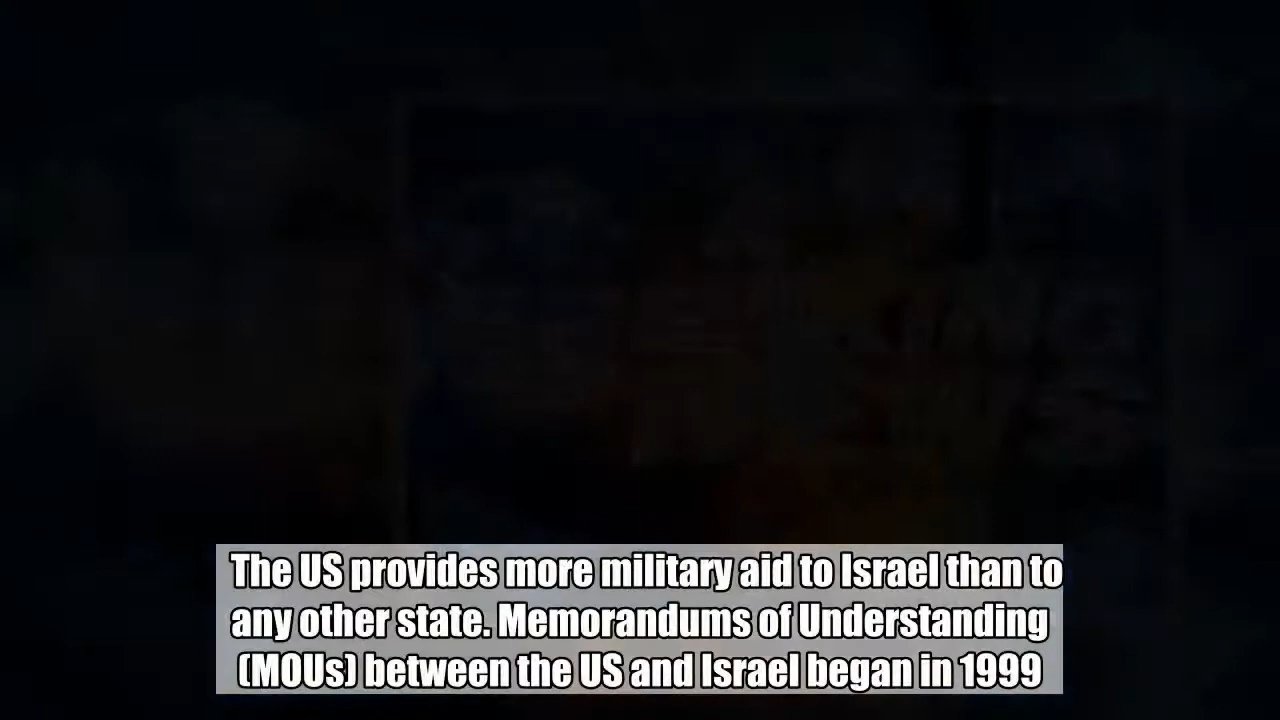 The US provides more military aid to Israel than to
any other state. Memorandums of Understanding
(MOUs) between the US and Israel began in 1999